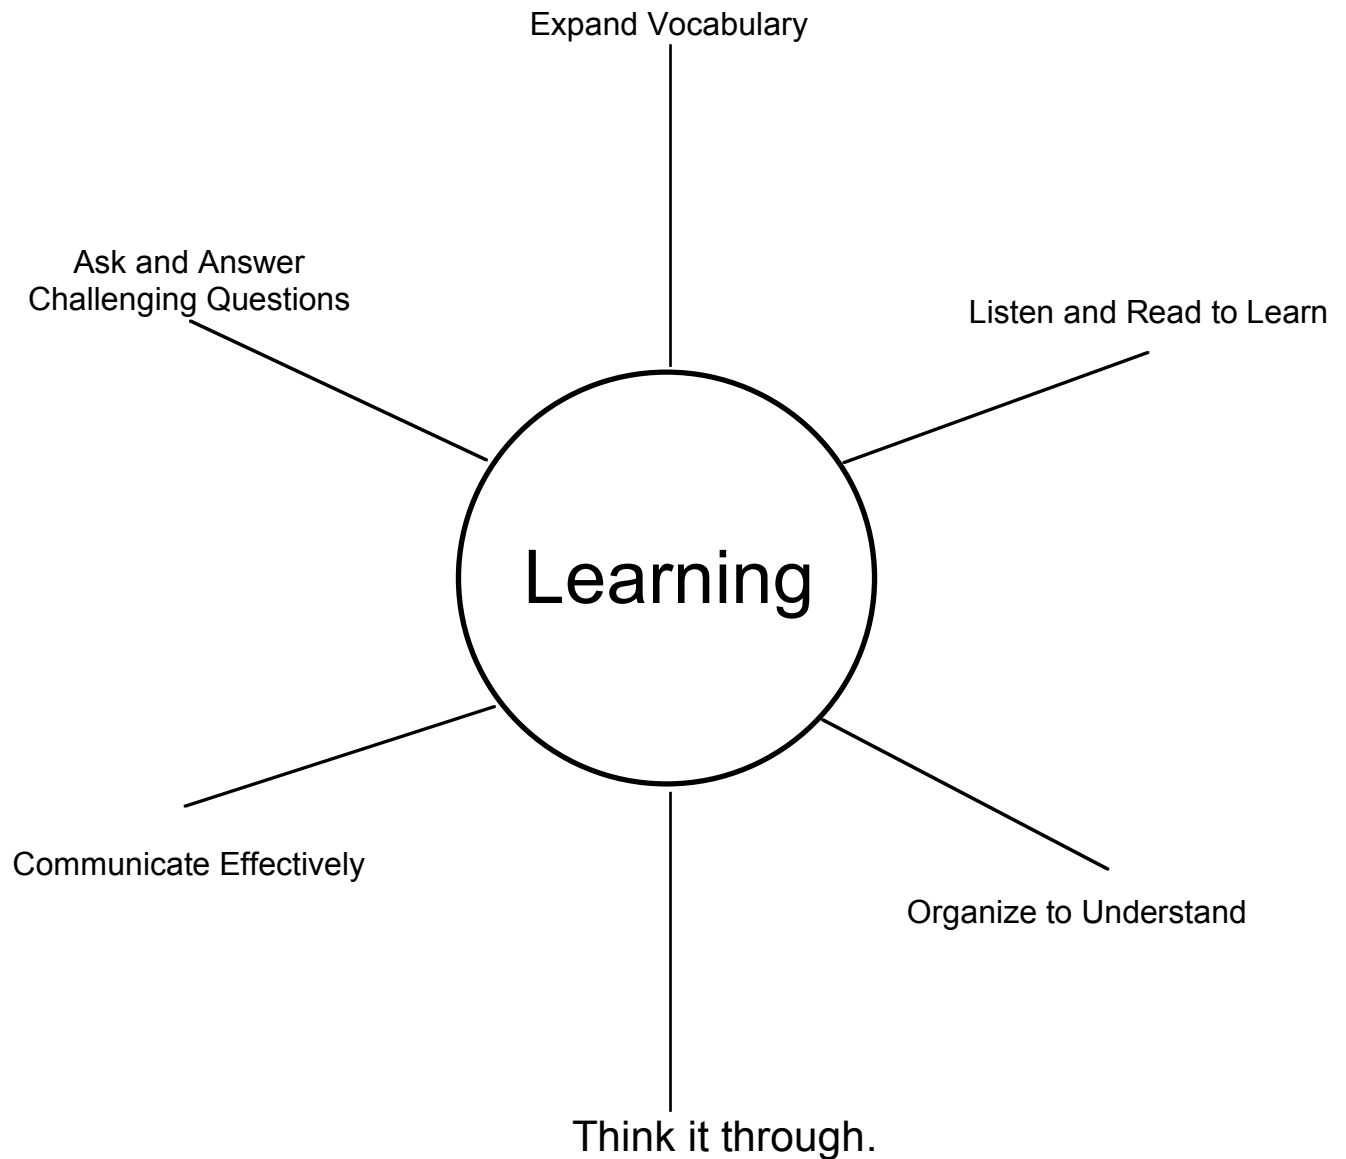 Expand Vocabulary
Ask and Answer
Challenging Questions
Listen and Read to Learn
Learning
Communicate Effectively
Organize to Understand
Think it through.